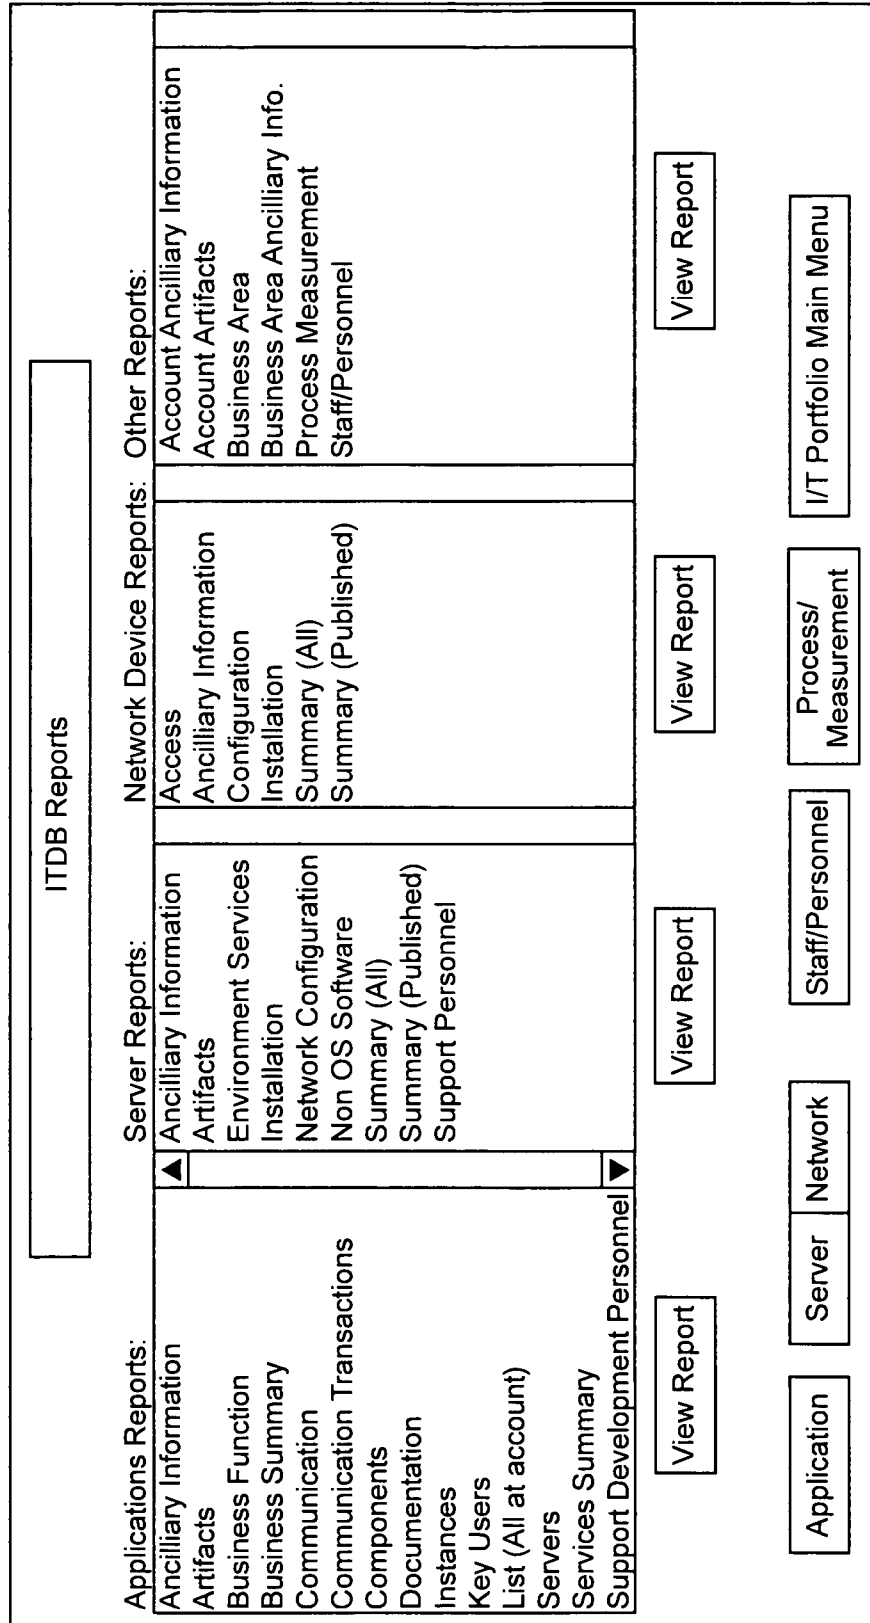 ITDB Reports
Applications Reports:
Ancilliary Information
Artifacts
Business Function
Business Summary
Communication
Communication Transactions
Components
Documentation
Instances
Key Users
List (All at account)
Servers
Services Summary
Support Development Personnel
View Report
Server Reports:
Ancilliary Information
Artifacts
Environment Services
Installation
Network Configuration
Non OS Software
Summary (All)
Summary (Published)
Support Personnel
View Report
Network Device Reports:
Access
Ancilliary Information
Configuration
Installation
Summary (All)
Summary (Published)
View Report
Other Reports:
Account Ancilliary Information
Account Artifacts
Business Area
Business Area Ancilliary Info.
Process Measurement
Staff/Personnel
View Report
Application
Server
Network
Staff/Personnel
Process/
Measurement
I/T Portfolio Main Menu